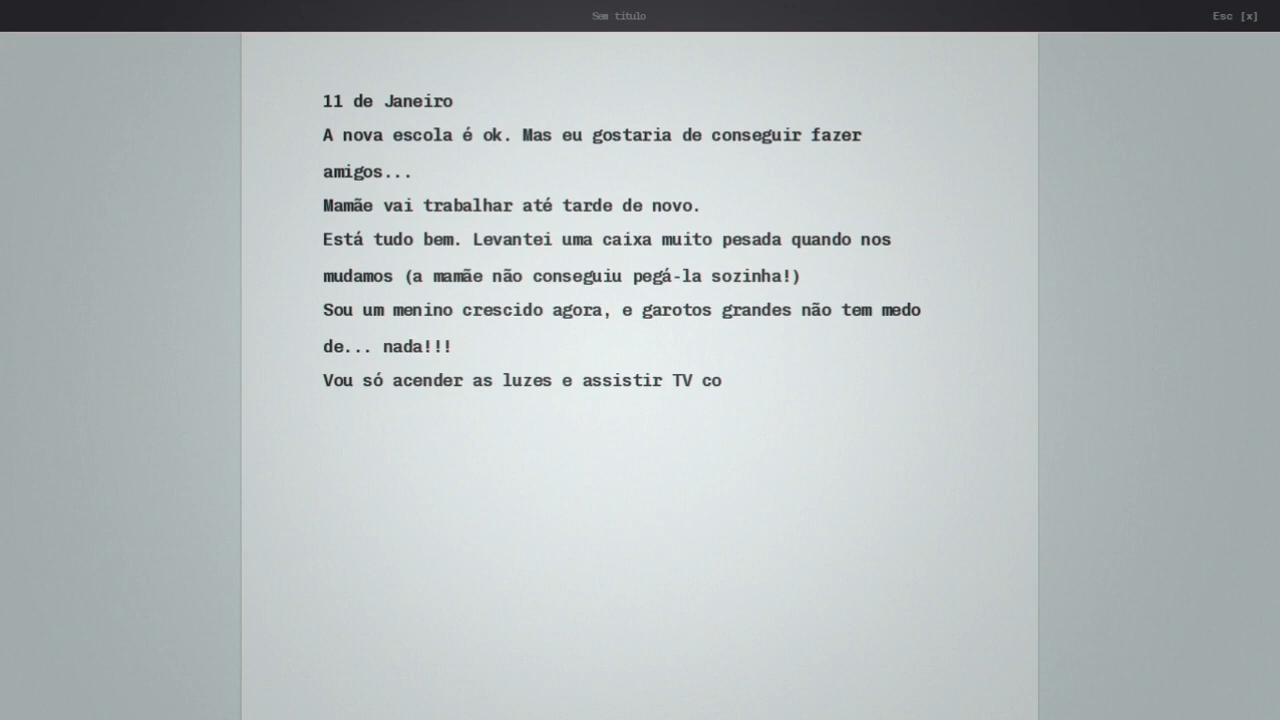 Sem título
Esc [x]
11 de Janeiro
A nova escola é ok. Mas eu gostaria de conseguir fazer
amigos...
Mamãe vai trabalhar até tarde de novo.
Está tudo bem. Levantei uma caixa muito pesada quando nos
mudamos (a mamãe não conseguiu pegá-la sozinha!)
Sou um menino crescido agora, e garotos grandes não tem medo
de... nada!!!
Vou só acender as luzes e assistir TV co